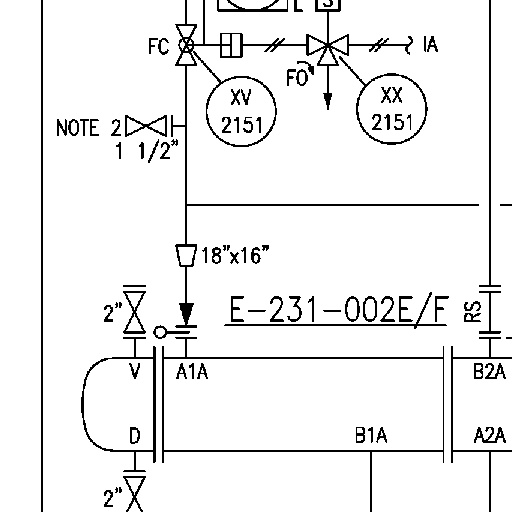 S
FC
IA
FO
XV
2151
XX
2151
NOTE 2
1 1/2"
18"x16"
2"
E-231-002E/F
RS
V
A1A
B2A
D
B1A
A2A
2"